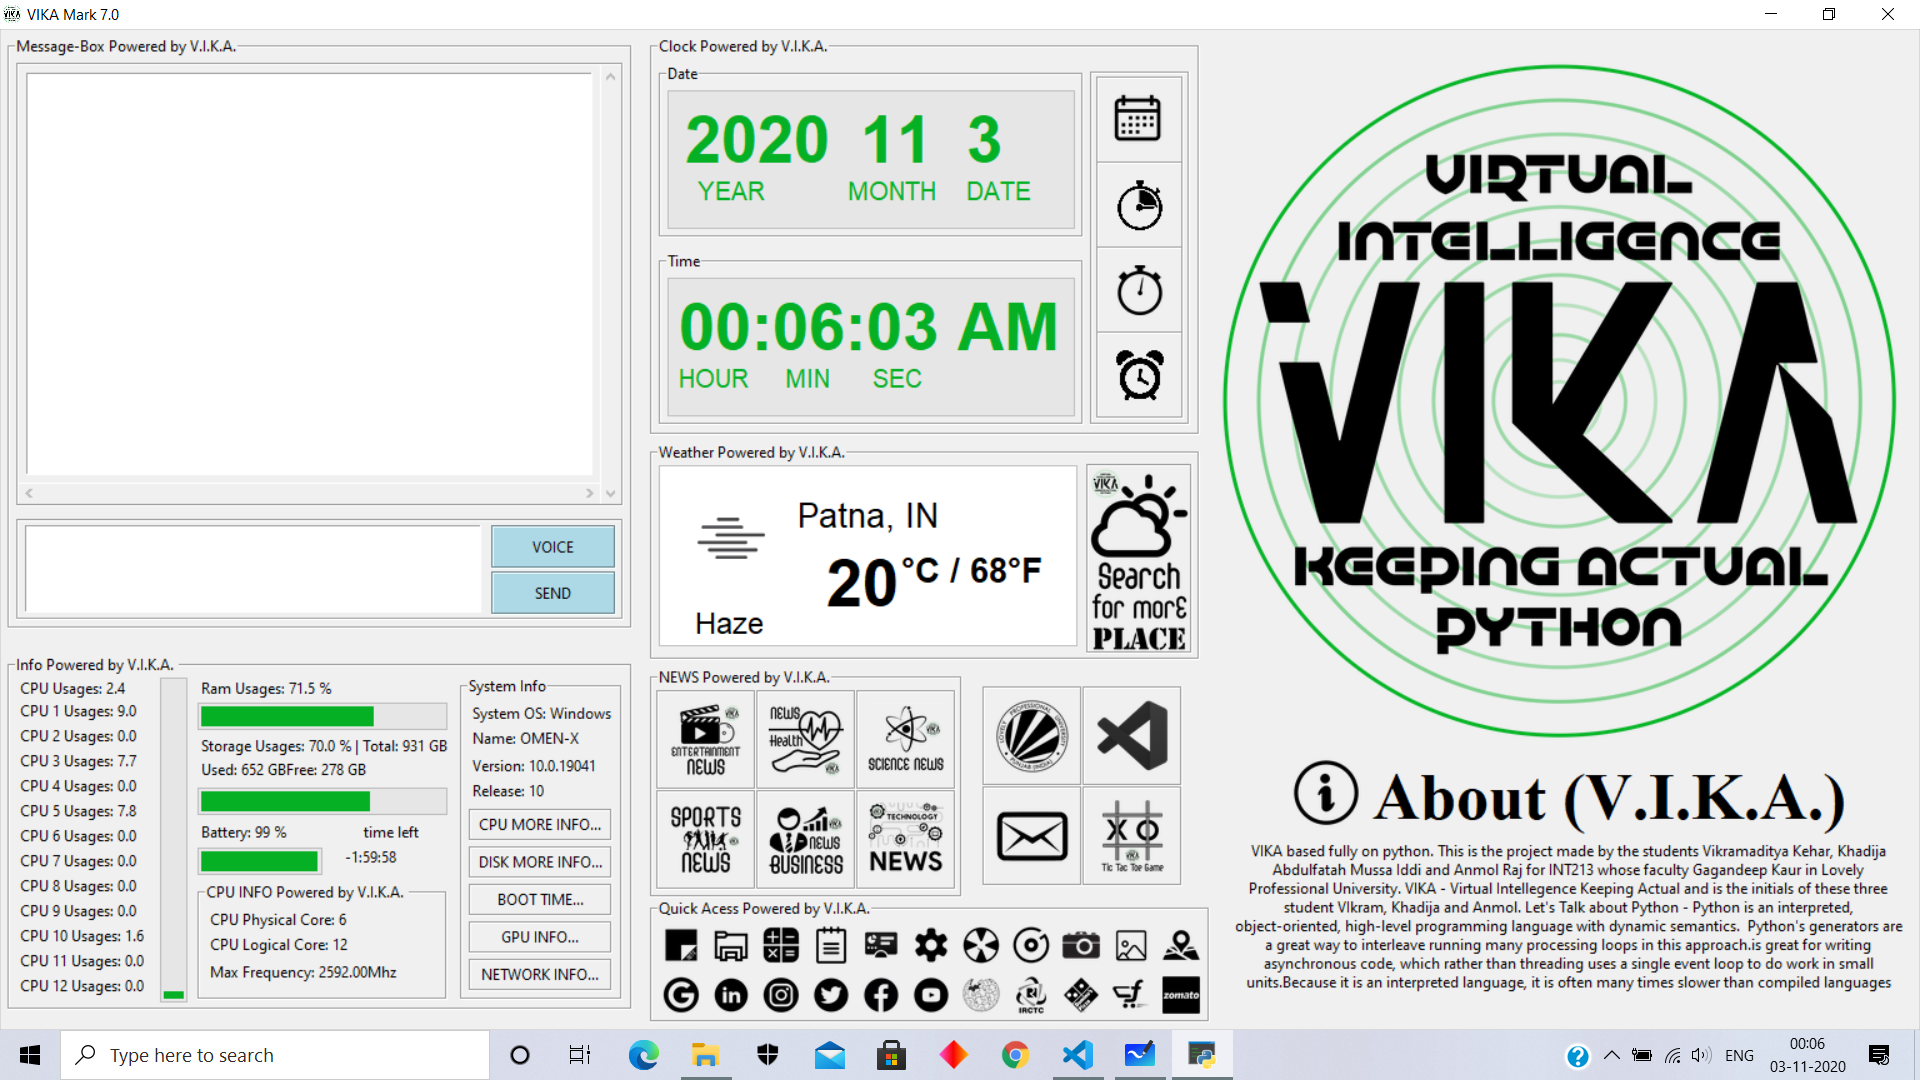 VIKA Mark 7.0
Message-Box Powered by V.I.K.A.
VOICE
SEND
Info Powered by V.I.K.A.
CPU Usages: 2.4
CPU 1 Usages: 9.0
CPU 2 Usages: 0.0
CPU 3 Usages: 7.7
CPU 4 Usages: 0.0
CPU 5 Usages: 7.8
CPU 6 Usages: 0.0
CPU 7 Usages: 0.0
CPU 8 Usages: 0.0
CPU 9 Usages: 0.0
CPU 10 Usages: 1.6
CPU 11 Usages: 0.0
CPU 12 Usages: 0.0
Ram Usages: 71.5 %
Storage Usages: 70.0 % | Total: 931 GB
Used: 652 GBFree: 278 GB
Battery: 99 % time left
-1:59:58
CPU INFO Powered by V.I.K.A.
CPU Physical Core: 6
CPU Logical Core: 12
Max Frequency: 2592.00Mhz
System Info
System OS: Windows
Name: OMEN-X
Version: 10.0.19041
Release: 10
CPU MORE INFO...
DISK MORE INFO...
BOOT TIME...
GPU INFO...
NETWORK INFO...
Clock Powered by V.I.K.A.
Date
2020 11 3
YEAR MONTH DATE
Time
00:06:03 AM
HOUR MIN SEC
Weather Powered by V.I.K.A.
Patna, IN
20 °C / 68°F
Haze
VIKA
Search
for morE
PLACE
NEWS Powered by V.I.K.A.
ENTERTAINMENT
NEWS
NEWS
Health
SCIENCE NEWS
SPORTS
NEWS
NEWS
BUSINESS
TECHNOLOGY
NEWS
LOVELY PROFESSIONAL UNIVERSITY
PUNJAB (INDIA)
X O
Tic Tac Toe Game
Quick Acess Powered by V.I.K.A.
IRCTC
zomato
VIRTUAL
INTELLIGENCE
VIKA
KEEPING ACTUAL
PYTHON
About (V.I.K.A.)
VIKA based fully on python. This is the project made by the students Vikramaditya Kehar, Khadija
Abdulfatah Mussa Iddi and Anmol Raj for INT213 whose faculty Gagandeep Kaur in Lovely
Professional University. VIKA - Virtual Intellegence Keeping Actual and is the initials of these three
student VIkram, Khadija and Anmol. Let's Talk about Python - Python is an interpreted,
object-oriented, high-level programming language with dynamic semantics. Python's generators are
a great way to interleave running many processing loops in this approach.is great for writing
asynchronous code, which rather than threading uses a single event loop to do work in small
units.Because it is an interpreted language, it is often many times slower than compiled languages
Type here to search
ENG
00:06
03-11-2020